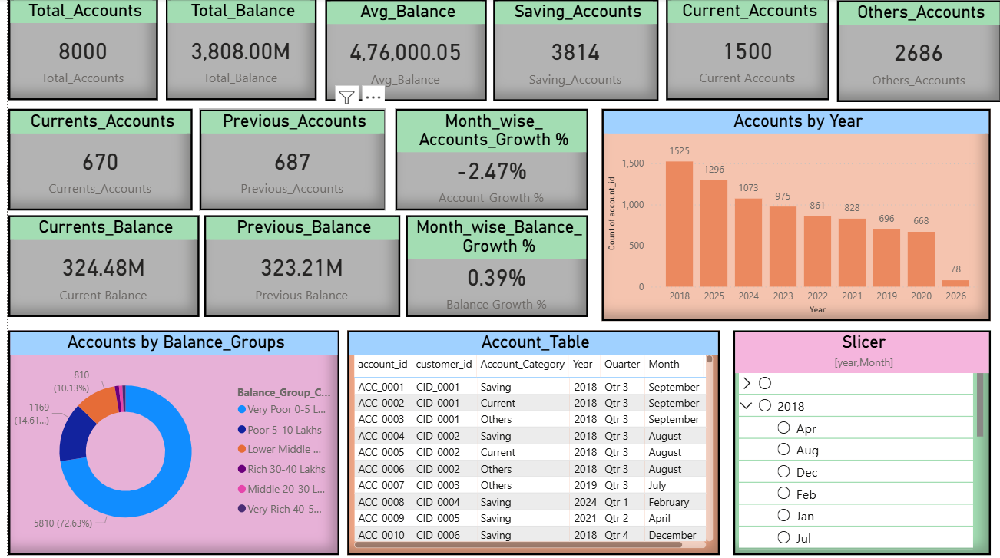 Total_Accounts
8000
Total_Accounts
Total_Balance
3,808.00M
Total_Balance
Avg_Balance
4,76,000.05
Avg_Balance
Saving_Accounts
3814
Saving_Accounts
Current_Accounts
1500
Current Accounts
Others_Accounts
2686
Others_Accounts
Currents_Accounts
670
Currents_Accounts
Previous_Accounts
687
Previous_Accounts
Month_wise_
Accounts_Growth %
-2.47%
Account_Growth %
Currents_Balance
324.48M
Current Balance
Previous_Balance
323.21M
Previous Balance
Month_wise_Balance_
Growth %
0.39%
Balance Growth %
Accounts by Year
Count of account_id
1,500
1,000
500
0
1525
1296
1073
975
861
828
696
668
78
2018 2025 2024 2023 2022 2021 2019 2020 2026
Year
Accounts by Balance_Groups
810
(10.13%)
1169
(14.61...)
5810 (72.63%)
Balance_Group_C...
Very Poor 0-5 L...
Poor 5-10 Lakhs
Lower Middle ...
Rich 30-40 Lakhs
Middle 20-30 L...
Very Rich 40-5...
Account_Table
account_id customer_id Account_Category Year Quarter Month
ACC_0001 CID_0001 Saving 2018 Qtr 3 September
ACC_0002 CID_0001 Current 2018 Qtr 3 September
ACC_0003 CID_0001 Others 2018 Qtr 3 September
ACC_0004 CID_0002 Saving 2018 Qtr 3 August
ACC_0005 CID_0002 Current 2018 Qtr 3 August
ACC_0006 CID_0002 Others 2018 Qtr 3 August
ACC_0007 CID_0003 Others 2019 Qtr 3 July
ACC_0008 CID_0004 Saving 2024 Qtr 1 February
ACC_0009 CID_0005 Saving 2021 Qtr 2 April
ACC_0010 CID_0006 Saving 2018 Qtr 4 December
Slicer
[year,Month]
--
2018
Apr
Aug
Dec
Feb
Jan
Jul